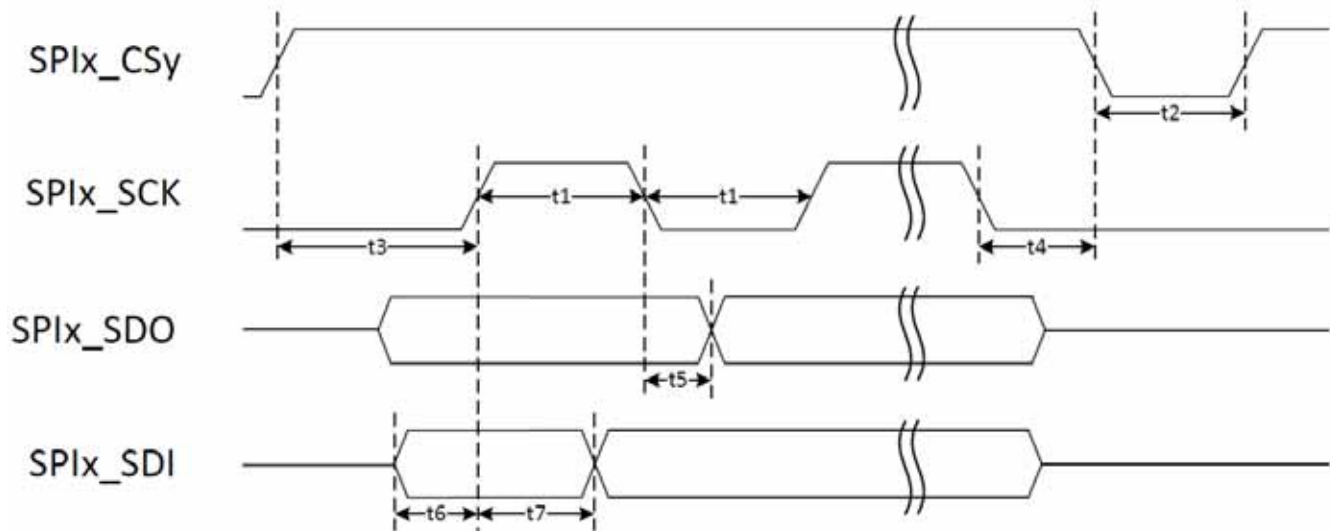 SPIx_CSy
t2
SPIx_SCK
t1
t1
t3
t4
SPIx_SDO
t5
SPIx_SDI
t6
t7